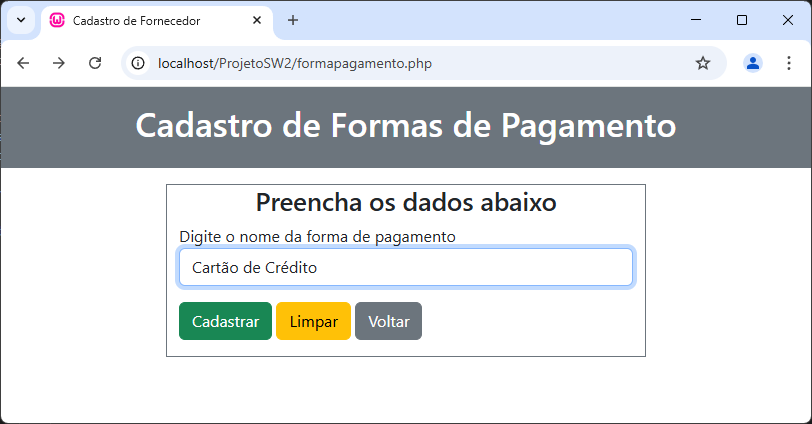 Cadastro de Fornecedor
localhost/ProjetoSW2/formapagamento.php
Cadastro de Formas de Pagamento
Preencha os dados abaixo
Digite o nome da forma de pagamento
Cartão de Crédito
Cadastrar Limpar Voltar